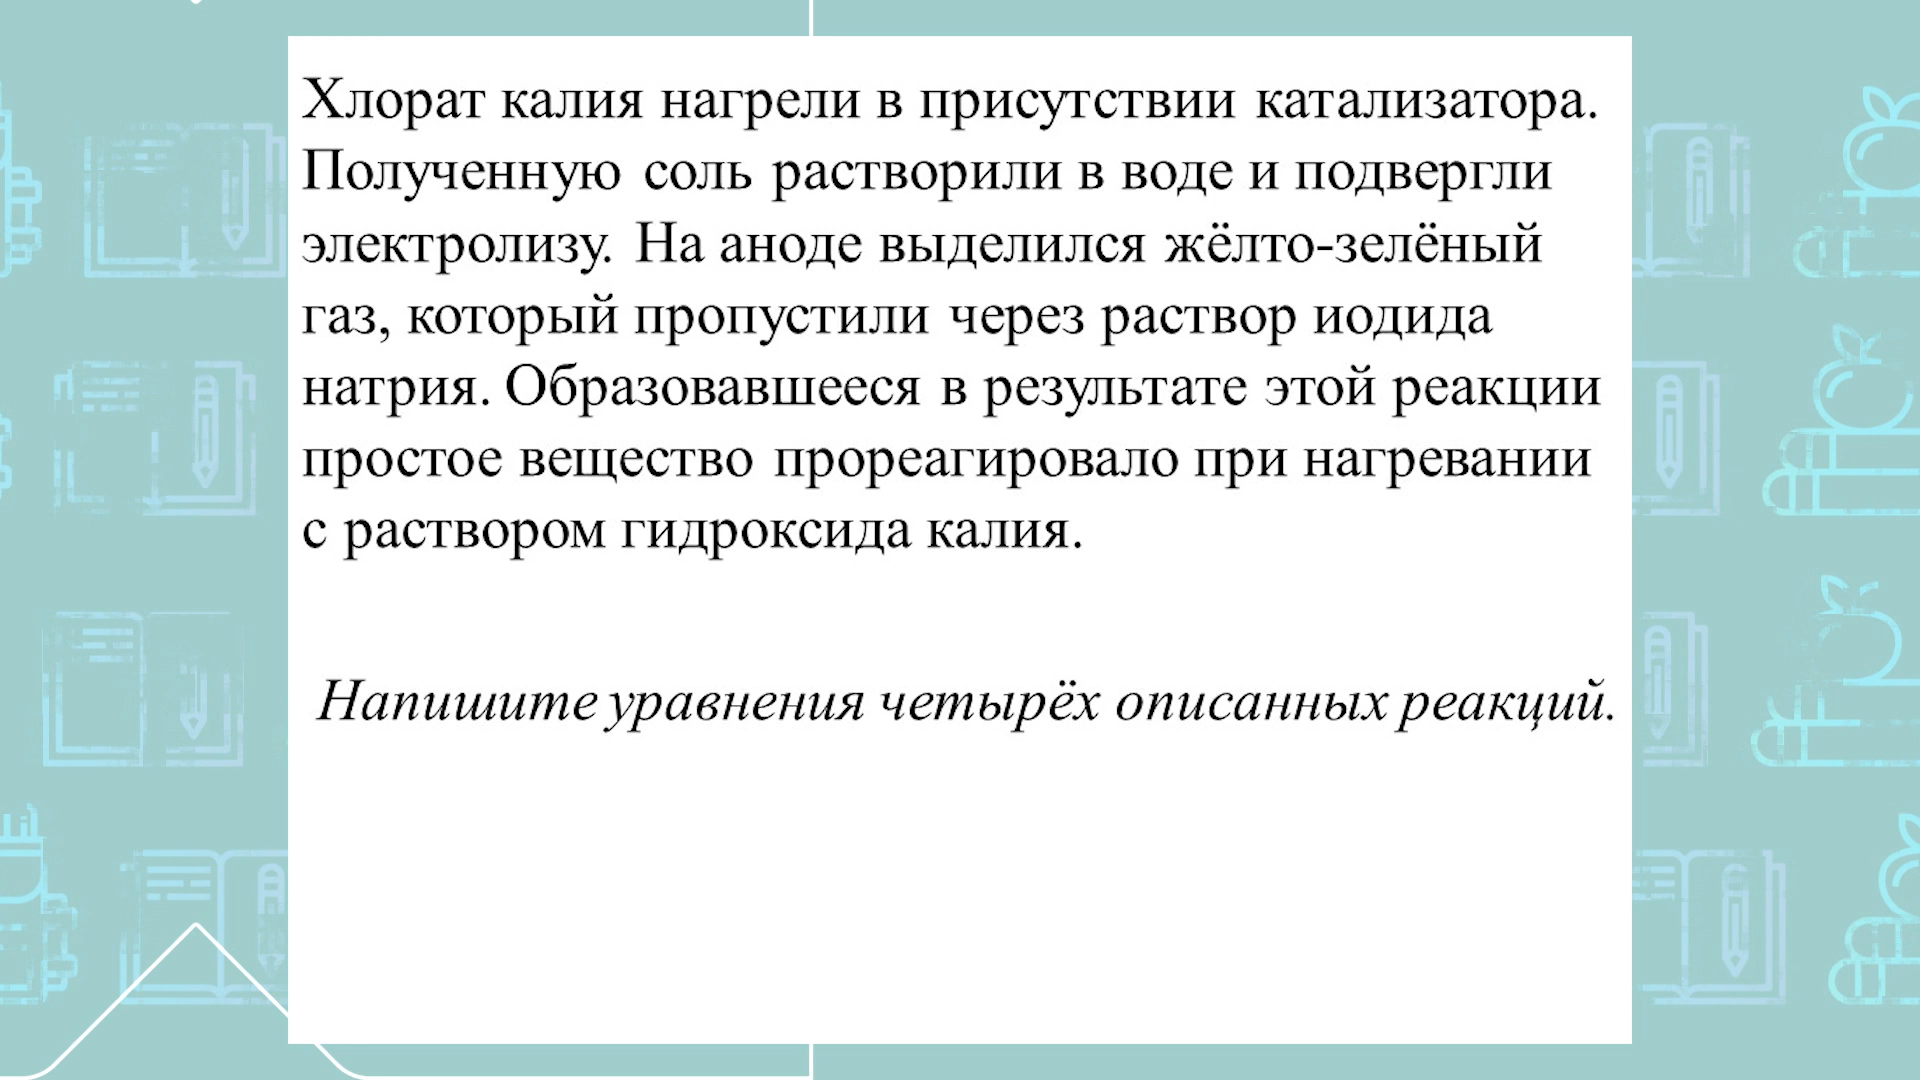 Хлорат калия нагрели в присутствии катализатора.
Полученную соль растворили в воде и подвергли
электролизу. На аноде выделился жёлто-зелёный
газ, который пропустили через раствор иодида
натрия. Образовавшееся в результате этой реакции
простое вещество прореагировало при нагревании
с раствором гидроксида калия.
Напишите уравнения четырёх описанных реакций.